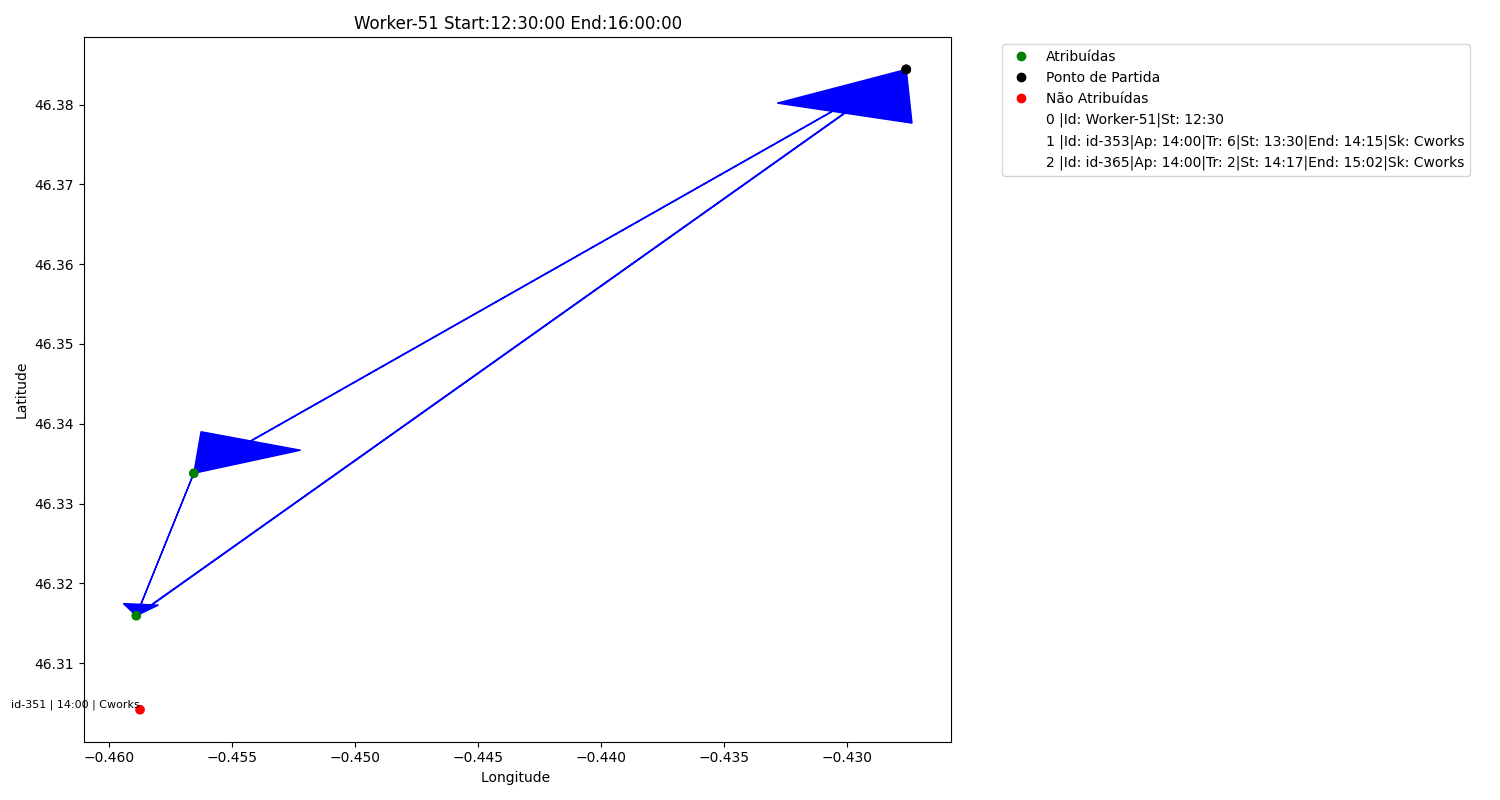 Worker-51 Start:12:30:00 End:16:00:00
Atribuídas
Ponto de Partida
Não Atribuídas
0 |Id: Worker-51|St: 12:30
1 |Id: id-353|Ap: 14:00|Tr: 6|St: 13:30|End: 14:15|Sk: Cworks
2 |Id: id-365|Ap: 14:00|Tr: 2|St: 14:17|End: 15:02|Sk: Cworks
46.38
46.37
46.36
46.35
46.34
46.33
46.32
46.31
Latitude
id-351 | 14:00 | Cworks
−0.460 −0.455 −0.450 −0.445 −0.440 −0.435 −0.430
Longitude